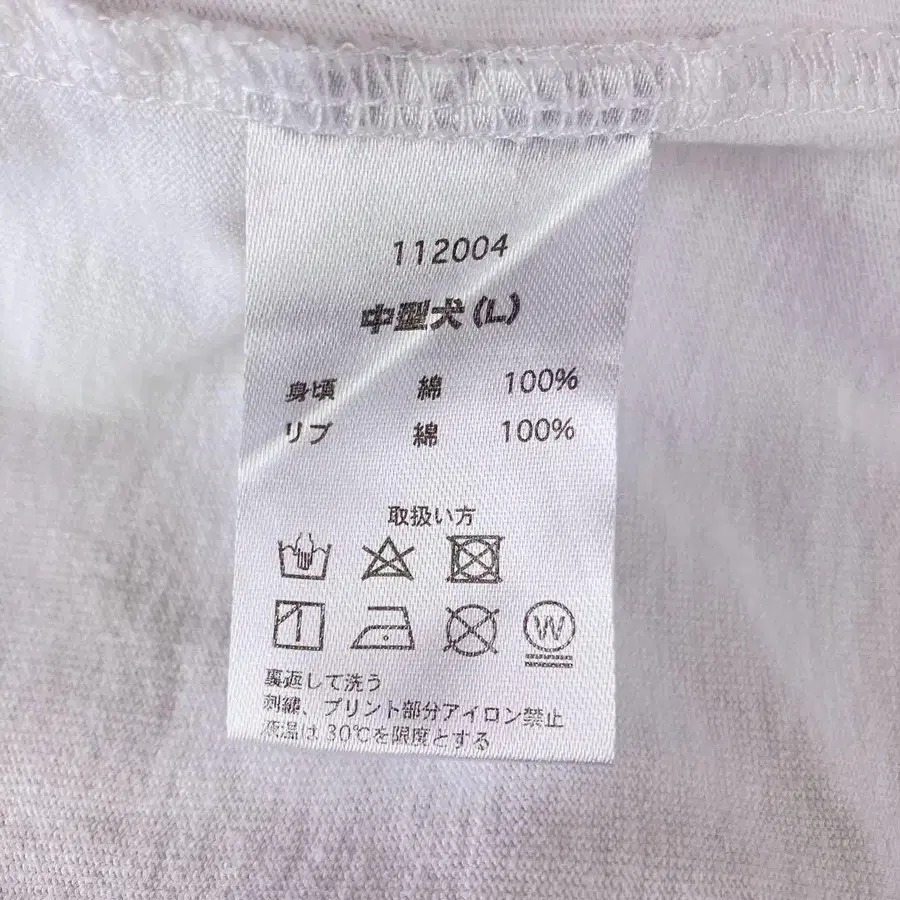 112004
中型犬(L)
身頃 綿 100%
リブ 綿 100%
取扱い方
W
裏返して洗う
刺繍、プリント部分アイロン禁止
液温は30℃を限度とする